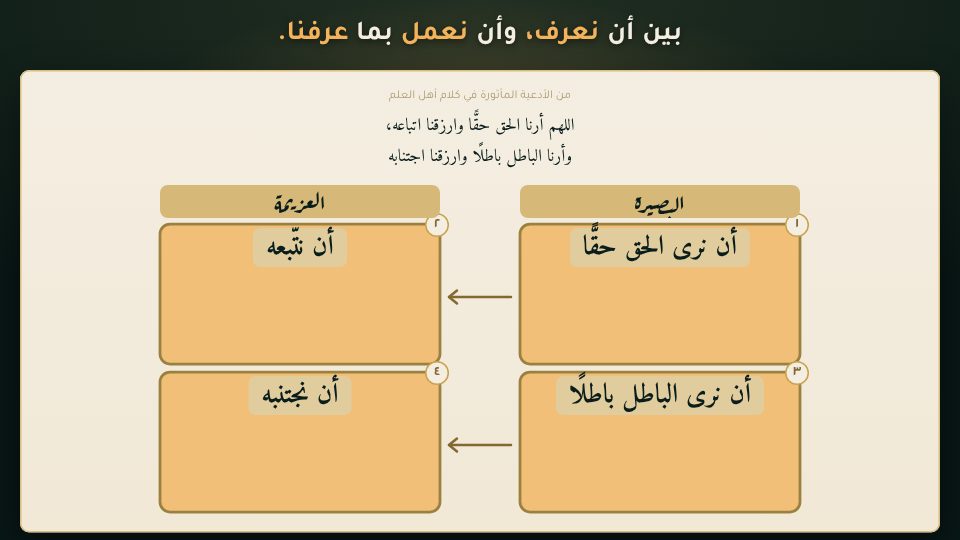 بين أن نعرف، وأن نعمل بما عرفنا.
من الأدعية المأثورة في كلام أهل العلم
اللهم أرنا الحق حقًّا وارزقنا اتباعه،
وأرنا الباطل باطلًا وارزقنا اجتنابه
البصيرة
العزيمة
١
أن نرى الحق حقًّا
٢
أن نتّبعه
٣
أن نرى الباطل باطلًا
٤
أن نجتنبه